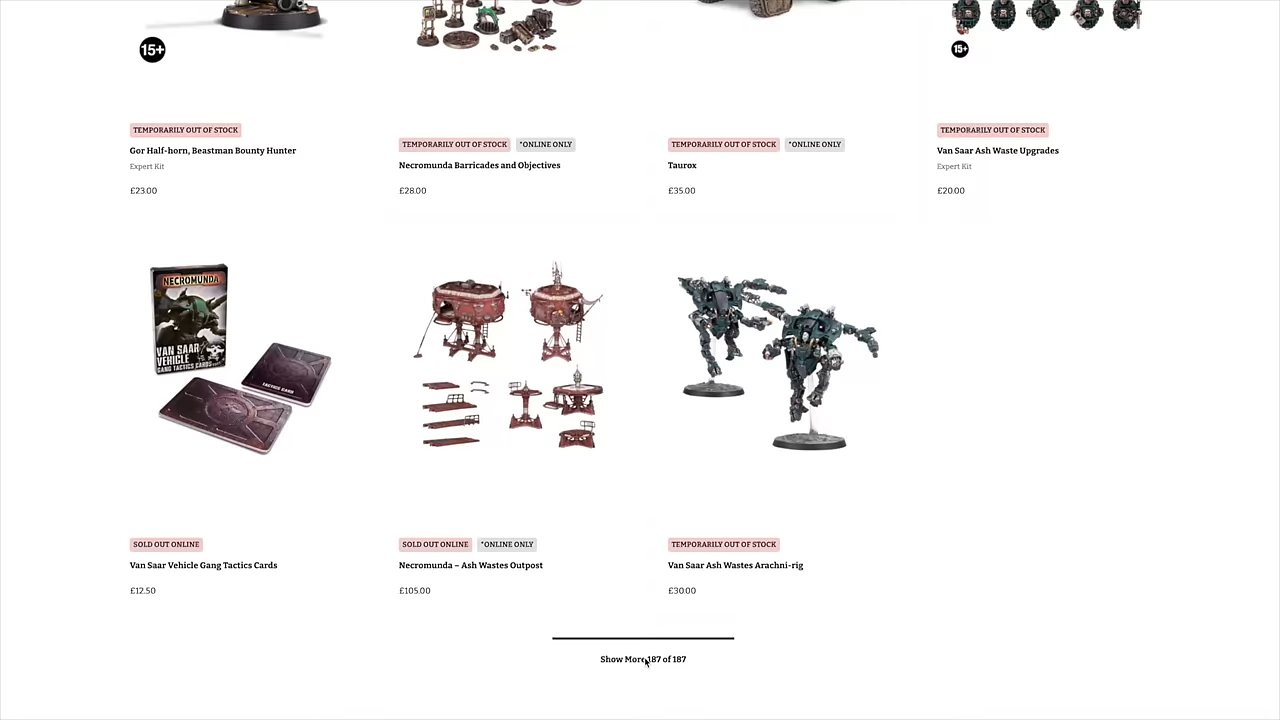 15+
15+
TEMPORARILY OUT OF STOCK
Gor Half-horn, Beastman Bounty Hunter
Expert Kit
£23.00
TEMPORARILY OUT OF STOCK *ONLINE ONLY
Necromunda Barricades and Objectives
£28.00
TEMPORARILY OUT OF STOCK *ONLINE ONLY
Taurox
£35.00
TEMPORARILY OUT OF STOCK
Van Saar Ash Waste Upgrades
Expert Kit
£20.00
NECROMUNDA
VAN SAAR
VEHICLE
GANG TACTICS CARDS
TACTICS CARD
SOLD OUT ONLINE
Van Saar Vehicle Gang Tactics Cards
£12.50
SOLD OUT ONLINE *ONLINE ONLY
Necromunda – Ash Wastes Outpost
£105.00
TEMPORARILY OUT OF STOCK
Van Saar Ash Wastes Arachni-rig
£30.00
Show More 187 of 187